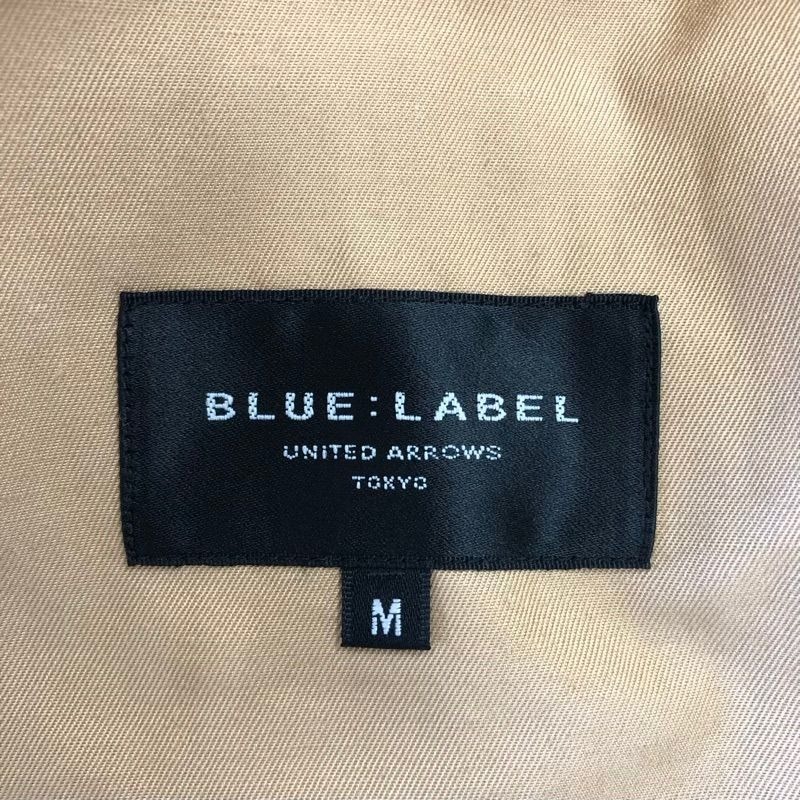 BLUE : LABEL
UNiTED ARROWS
TOKYO
M